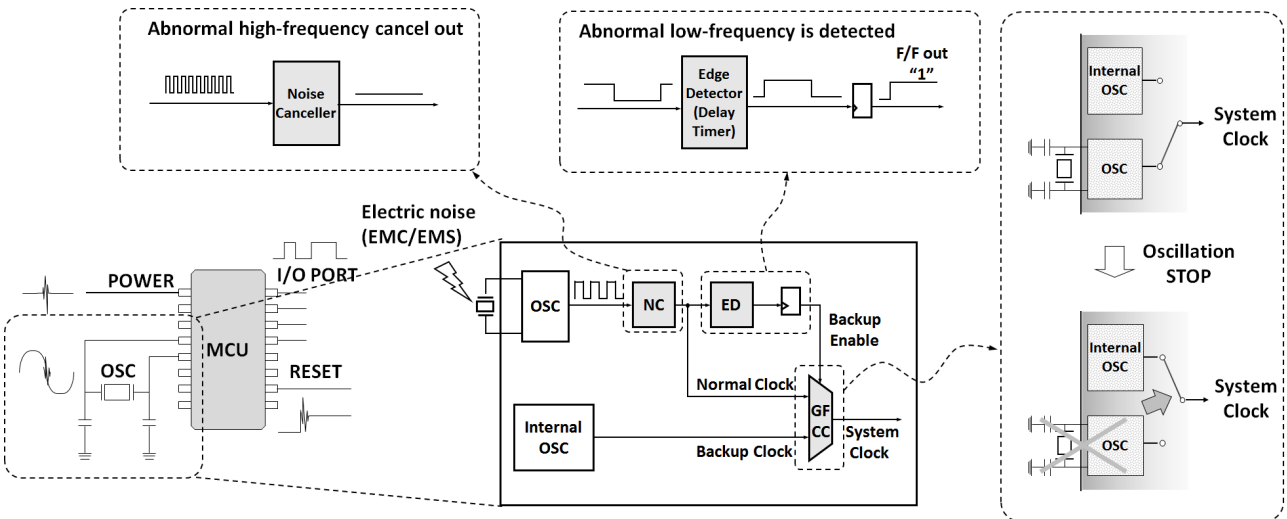 Abnormal high-frequency cancel out
Noise
Canceller
Abnormal low-frequency is detected
Edge
Detector
(Delay
Timer)
F/F out
“1”
Internal
OSC
OSC
System
Clock
Oscillation
STOP
Internal
OSC
OSC
System
Clock
Electric noise
(EMC/EMS)
POWER
I/O PORT
MCU
OSC
RESET
OSC
NC
ED
Backup
Enable
Normal Clock
GF
CC
Internal
OSC
Backup Clock
System
Clock